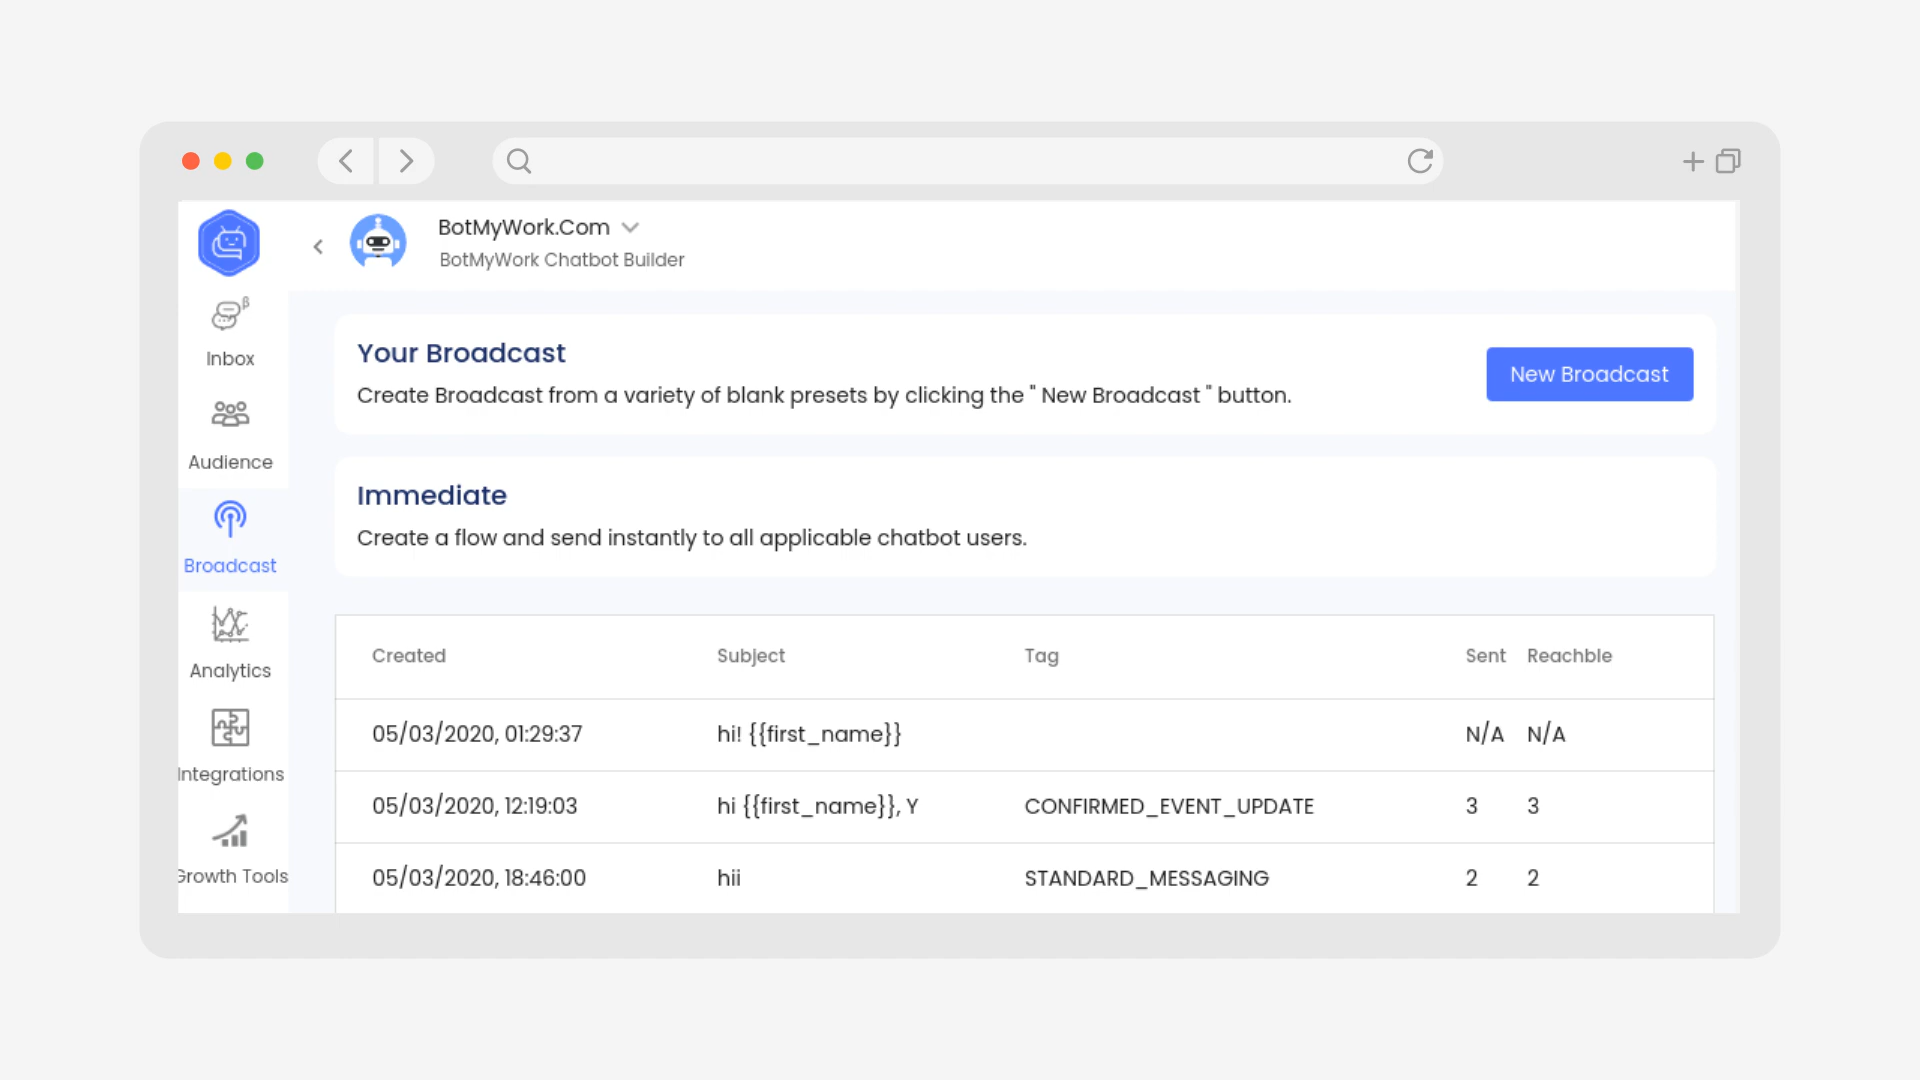 BotMyWork.Com
BotMyWork Chatbot Builder
β
Inbox
Audience
Broadcast
Analytics
Integrations
Growth Tools
Your Broadcast
Create Broadcast from a variety of blank presets by clicking the " New Broadcast " button.
New Broadcast
Immediate
Create a flow and send instantly to all applicable chatbot users.
Created Subject Tag Sent Reachble
05/03/2020, 01:29:37 hi! {{first_name}} N/A N/A
05/03/2020, 12:19:03 hi {{first_name}}, Y CONFIRMED_EVENT_UPDATE 3 3
05/03/2020, 18:46:00 hii STANDARD_MESSAGING 2 2